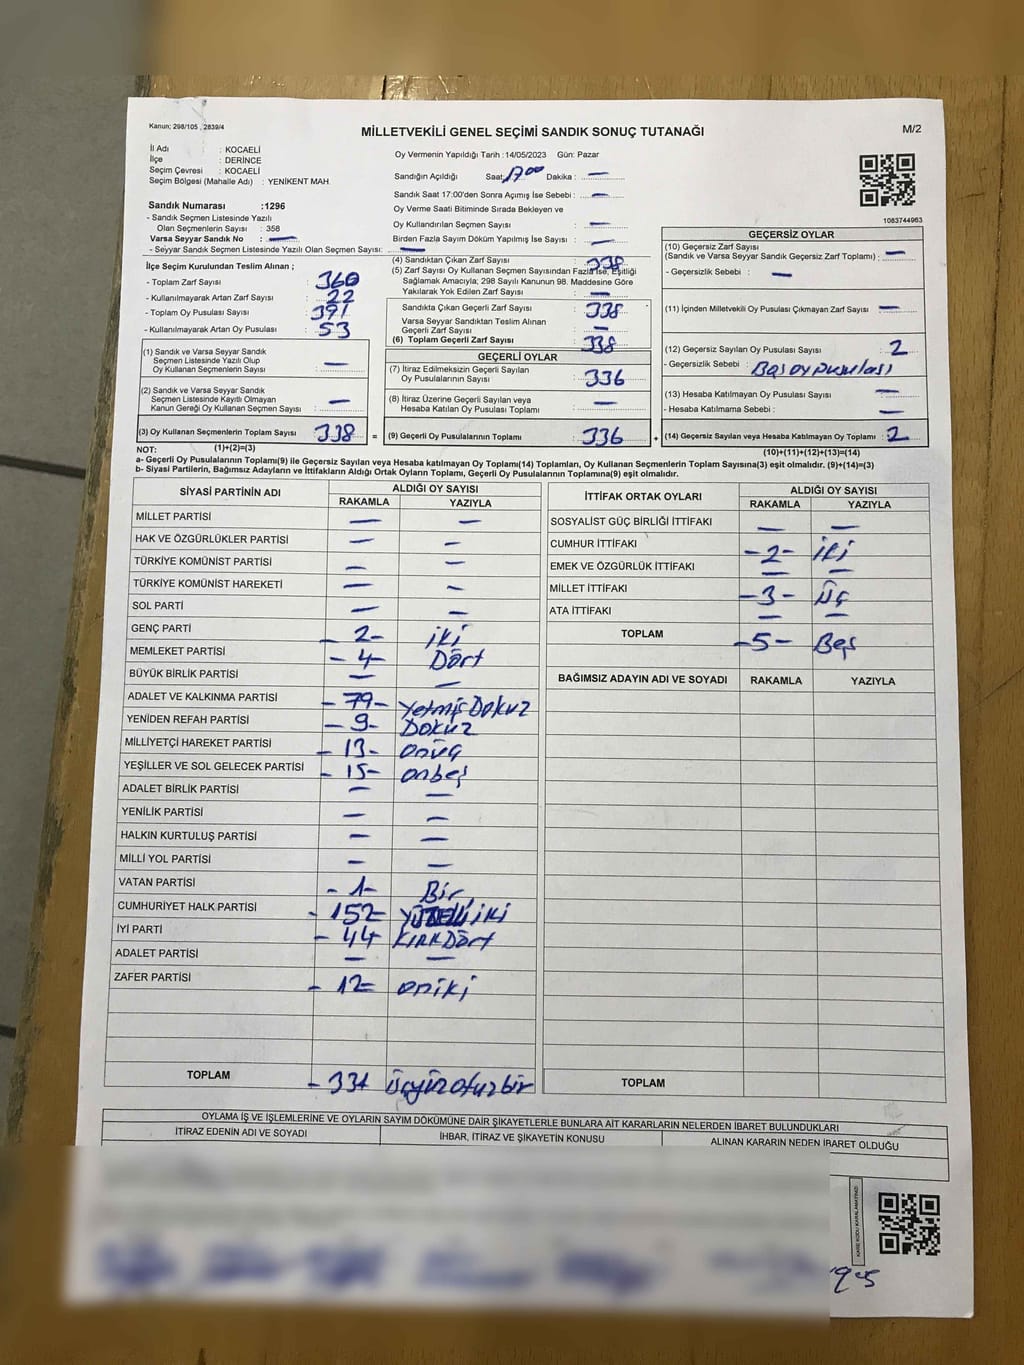 Kanun; 298/105 , 2839/4
MİLLETVEKİLİ GENEL SEÇİMİ SANDIK SONUÇ TUTANAĞI
M/2
İl Adı : KOCAELİ
İlçe : DERİNCE
Seçim Çevresi : KOCAELİ
Seçim Bölgesi (Mahalle Adı) : YENİKENT MAH.
Sandık Numarası :1296
- Sandık Seçmen Listesinde Yazılı
Olan Seçmenlerin Sayısı : 358
Varsa Seyyar Sandık No : —
- Seyyar Sandık Seçmen Listesinde Yazılı Olan Seçmen Sayısı: —
İlçe Seçim Kurulundan Teslim Alınan ;
- Toplam Zarf Sayısı : 360
- Kullanılmayarak Artan Zarf Sayısı : 22
- Toplam Oy Pusulası Sayısı : 391
- Kullanılmayarak Artan Oy Pusulası : 53
(1) Sandık ve Varsa Seyyar Sandık
Seçmen Listesinde Yazılı Olup
Oy Kullanan Seçmenlerin Sayısı : —
(2) Sandık ve Varsa Seyyar Sandık
Seçmen Listesinde Kayıtlı Olmayan
Kanun Gereği Oy Kullanan Seçmen Sayısı : —
(3) Oy Kullanan Seçmenlerin Toplam Sayısı : 338
Oy Vermenin Yapıldığı Tarih :14/05/2023 Gün: Pazar
Sandığın Açıldığı Saat: 17 00 Dakika : —
Sandık Saat 17:00'den Sonra Açımış İse Sebebi : —
Oy Verme Saati Bitiminde Sırada Bekleyen ve
Oy Kullandırılan Seçmen Sayısı : —
Birden Fazla Sayım Döküm Yapılmış İse Sayısı : —
(4) Sandıktan Çıkan Zarf Sayısı : 338
(5) Zarf Sayısı Oy Kullanan Seçmen Sayısından Fazla İse, Eşitliği
Sağlamak Amacıyla; 298 Sayılı Kanunun 98. Maddesine Göre
Yakılarak Yok Edilen Zarf Sayısı : —
Sandıkta Çıkan Geçerli Zarf Sayısı : 338
Varsa Seyyar Sandıktan Teslim Alınan
Geçerli Zarf Sayısı : —
(6) Toplam Geçerli Zarf Sayısı : 338
GEÇERLİ OYLAR
(7) İtiraz Edilmeksizin Geçerli Sayılan
Oy Pusulalarının Sayısı : 336
(8) İtiraz Üzerine Geçerli Sayılan veya
Hesaba Katılan Oy Pusulası Toplamı : —
= (9) Geçerli Oy Pusulalarının Toplamı : 336
1083744963
GEÇERSİZ OYLAR
(10) Geçersiz Zarf Sayısı
(Sandık ve Varsa Seyyar Sandık Geçersiz Zarf Toplamı) : —
- Geçersizlik Sebebi : —
(11) İçinden Milletvekili Oy Pusulası Çıkmayan Zarf Sayısı : —
(12) Geçersiz Sayılan Oy Pusulası Sayısı : 2
- Geçersizlik Sebebi : Boş oy pusulası
(13) Hesaba Katılmayan Oy Pusulası Sayısı : —
- Hesaba Katılmama Sebebi : —
+ (14) Geçersiz Sayılan veya Hesaba Katılmayan Oy Toplamı : 2
NOT: (1)+(2)=(3)
(10)+(11)+(12)+(13)=(14)
a- Geçerli Oy Pusulalarının Toplamı(9) ile Geçersiz Sayılan veya Hesaba katılmayan Oy Toplamı(14) Toplamları, Oy Kullanan Seçmenlerin Toplam Sayısına(3) eşit olmalıdır. (9)+(14)=(3)
b- Siyasi Partilerin, Bağımsız Adayların ve İttifakların Aldığı Ortak Oyların Toplamı, Geçerli Oy Pusulalarının Toplamına(9) eşit olmalıdır.
SİYASİ PARTİNİN ADI
ALDIĞI OY SAYISI
RAKAMLA YAZIYLA
MİLLET PARTİSİ — —
HAK VE ÖZGÜRLÜKLER PARTİSİ — —
TÜRKİYE KOMÜNİST PARTİSİ — —
TÜRKİYE KOMÜNİST HAREKETİ — —
SOL PARTİ — —
GENÇ PARTİ -2- iki
MEMLEKET PARTİSİ -4- Dört
BÜYÜK BİRLİK PARTİSİ — —
ADALET VE KALKINMA PARTİSİ -79- Yetmiş Dokuz
YENİDEN REFAH PARTİSİ -9- Dokuz
MİLLİYETÇİ HAREKET PARTİSİ -13- onüç
YEŞİLLER VE SOL GELECEK PARTİSİ -15- onbeş
ADALET BİRLİK PARTİSİ — —
YENİLİK PARTİSİ — —
HALKIN KURTULUŞ PARTİSİ — —
MİLLİ YOL PARTİSİ — —
VATAN PARTİSİ -1- Bir
CUMHURİYET HALK PARTİSİ -152- YÜZELLİ iki
İYİ PARTİ -44- KırkDört
ADALET PARTİSİ — —
ZAFER PARTİSİ -12- oniki
TOPLAM -331 üçyüzotuzbir
İTTİFAK ORTAK OYLARI
ALDIĞI OY SAYISI
RAKAMLA YAZIYLA
SOSYALİST GÜÇ BİRLİĞİ İTTİFAKI — —
CUMHUR İTTİFAKI -2- iki
EMEK VE ÖZGÜRLÜK İTTİFAKI — —
MİLLET İTTİFAKI -3- Üç
ATA İTTİFAKI — —
TOPLAM -5- Beş
BAĞIMSIZ ADAYIN ADI VE SOYADI RAKAMLA YAZIYLA
TOPLAM
OYLAMA İŞ VE İŞLEMLERİNE VE OYLARIN SAYIM DÖKÜMÜNE DAİR ŞİKAYETLERLE BUNLARA AİT KARARLARIN NELERDEN İBARET BULUNDUKLARI
İTİRAZ EDENİN ADI VE SOYADI İHBAR, İTİRAZ VE ŞİKAYETİN KONUSU ALINAN KARARIN NEDEN İBARET OLDUĞU
KARE KODU KARALAMAYINIZ!